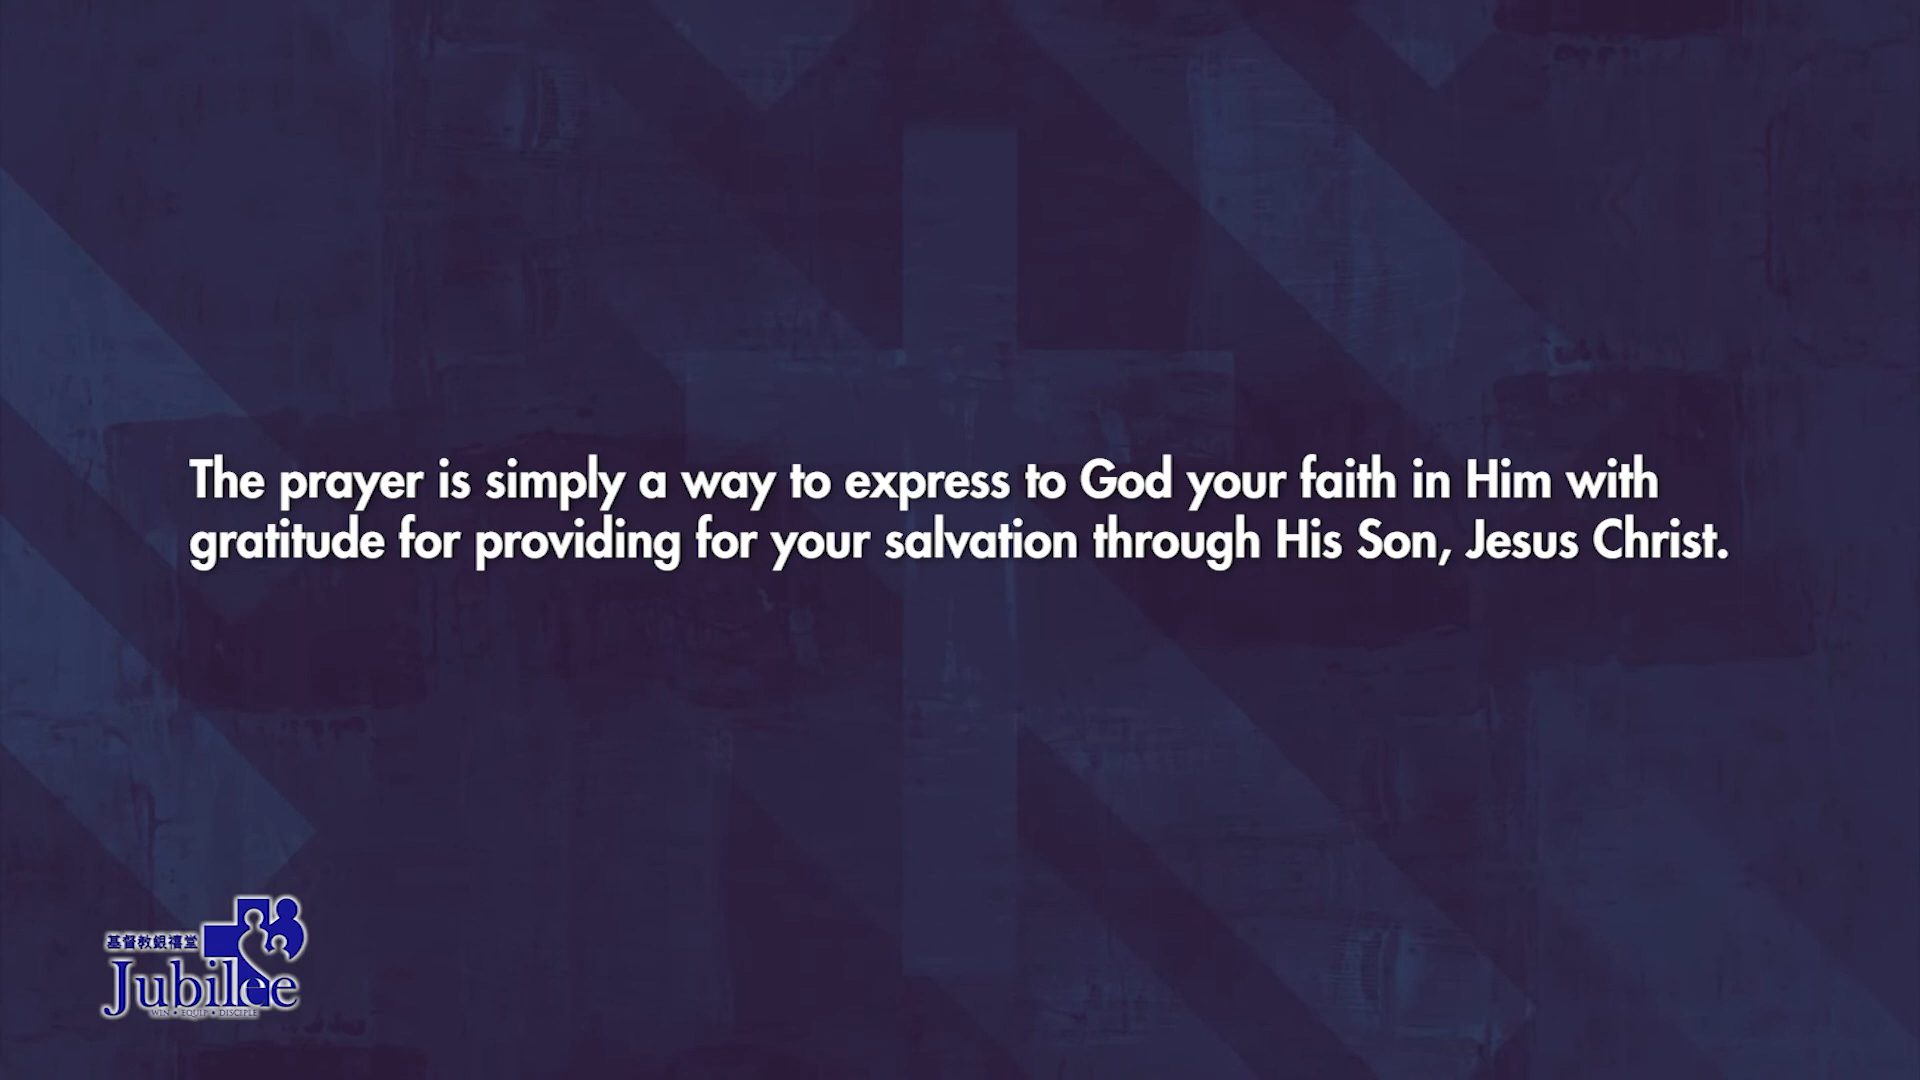 The prayer is simply a way to express to God your faith in Him with
gratitude for providing for your salvation through His Son, Jesus Christ.
基督教銀禧堂
Jubilee
WIN • EQUIP • DISCIPLE